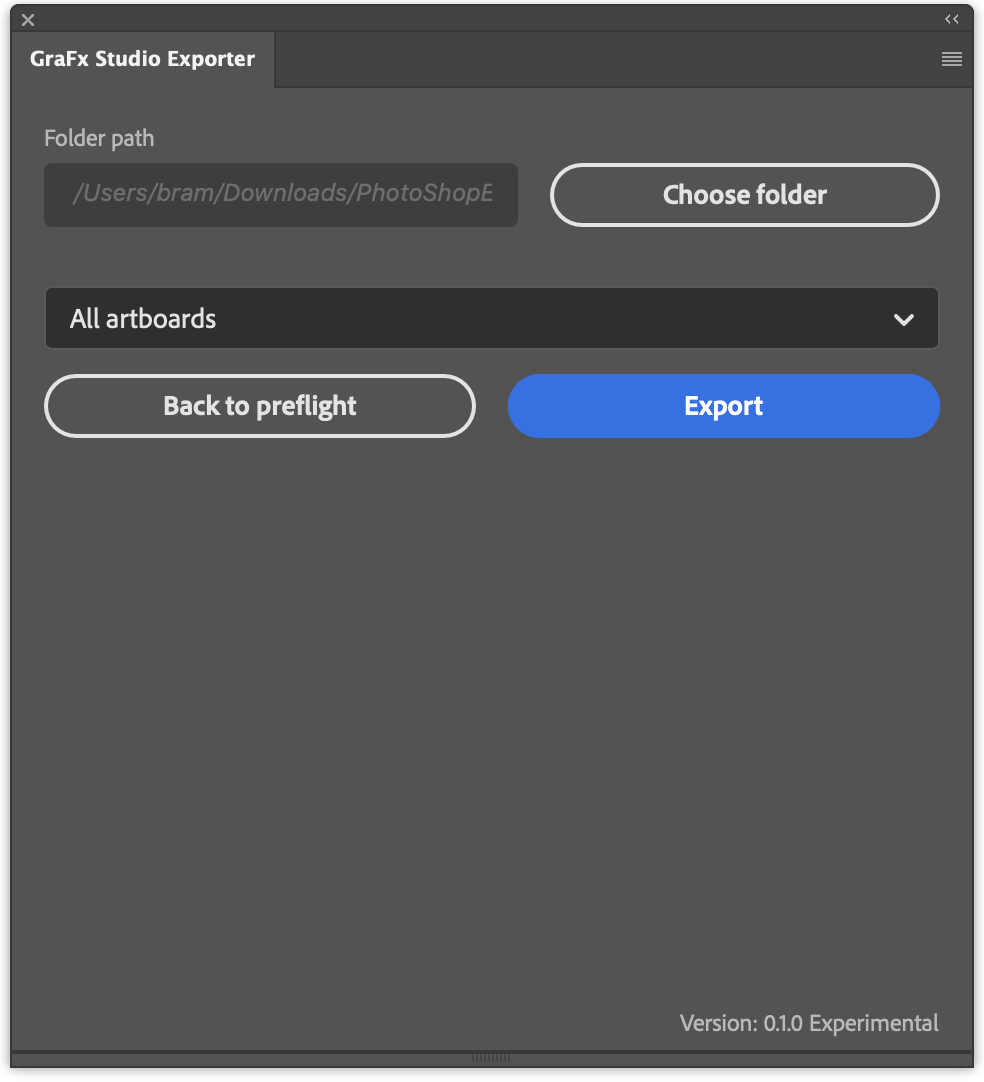 GraFx Studio Exporter
Folder path
/Users/bram/Downloads/PhotoShopE
Choose folder
All artboards
Back to preflight
Export
Version: 0.1.0 Experimental